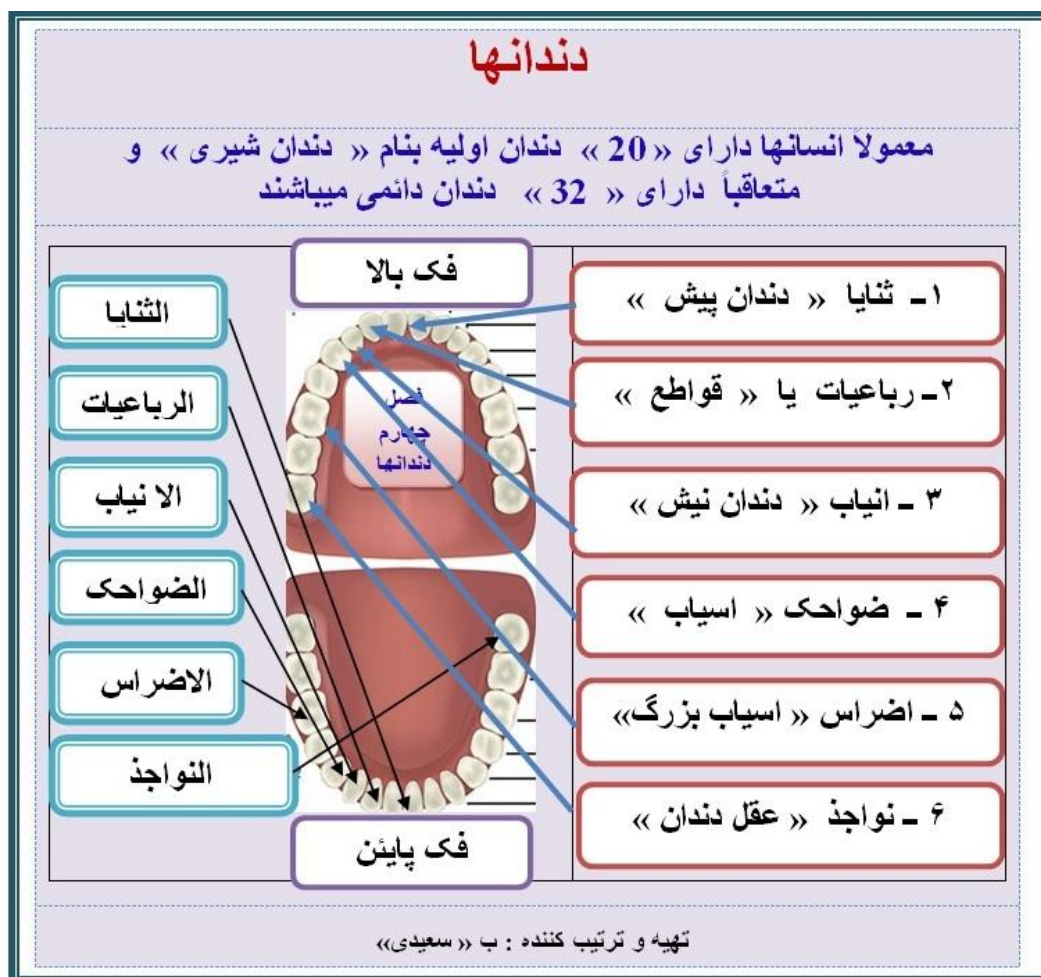 دندانها
معمولاً انسانها دارای « 20 » دندان اولیه بنام « دندان شیری » و
متعاقباً دارای « 32 » دندان دائمی میباشند
فک بالا
۱ـ ثنایا « دندان پیش »
۲ـ رباعیات یا « قواطع »
۳ ـ انیاب « دندان نیش »
۴ ـ ضواحک « اسیاب »
۵ ـ اضراس « اسیاب بزرگ»
۶ ـ نواجذ « عقل دندان »
فصل
چهارم
دندانها
الثنایا
الرباعیات
الا نیاب
الضواحک
الاضراس
النواجذ
فک پایئن
تهیه و ترتیب کننده : ب « سعیدی»